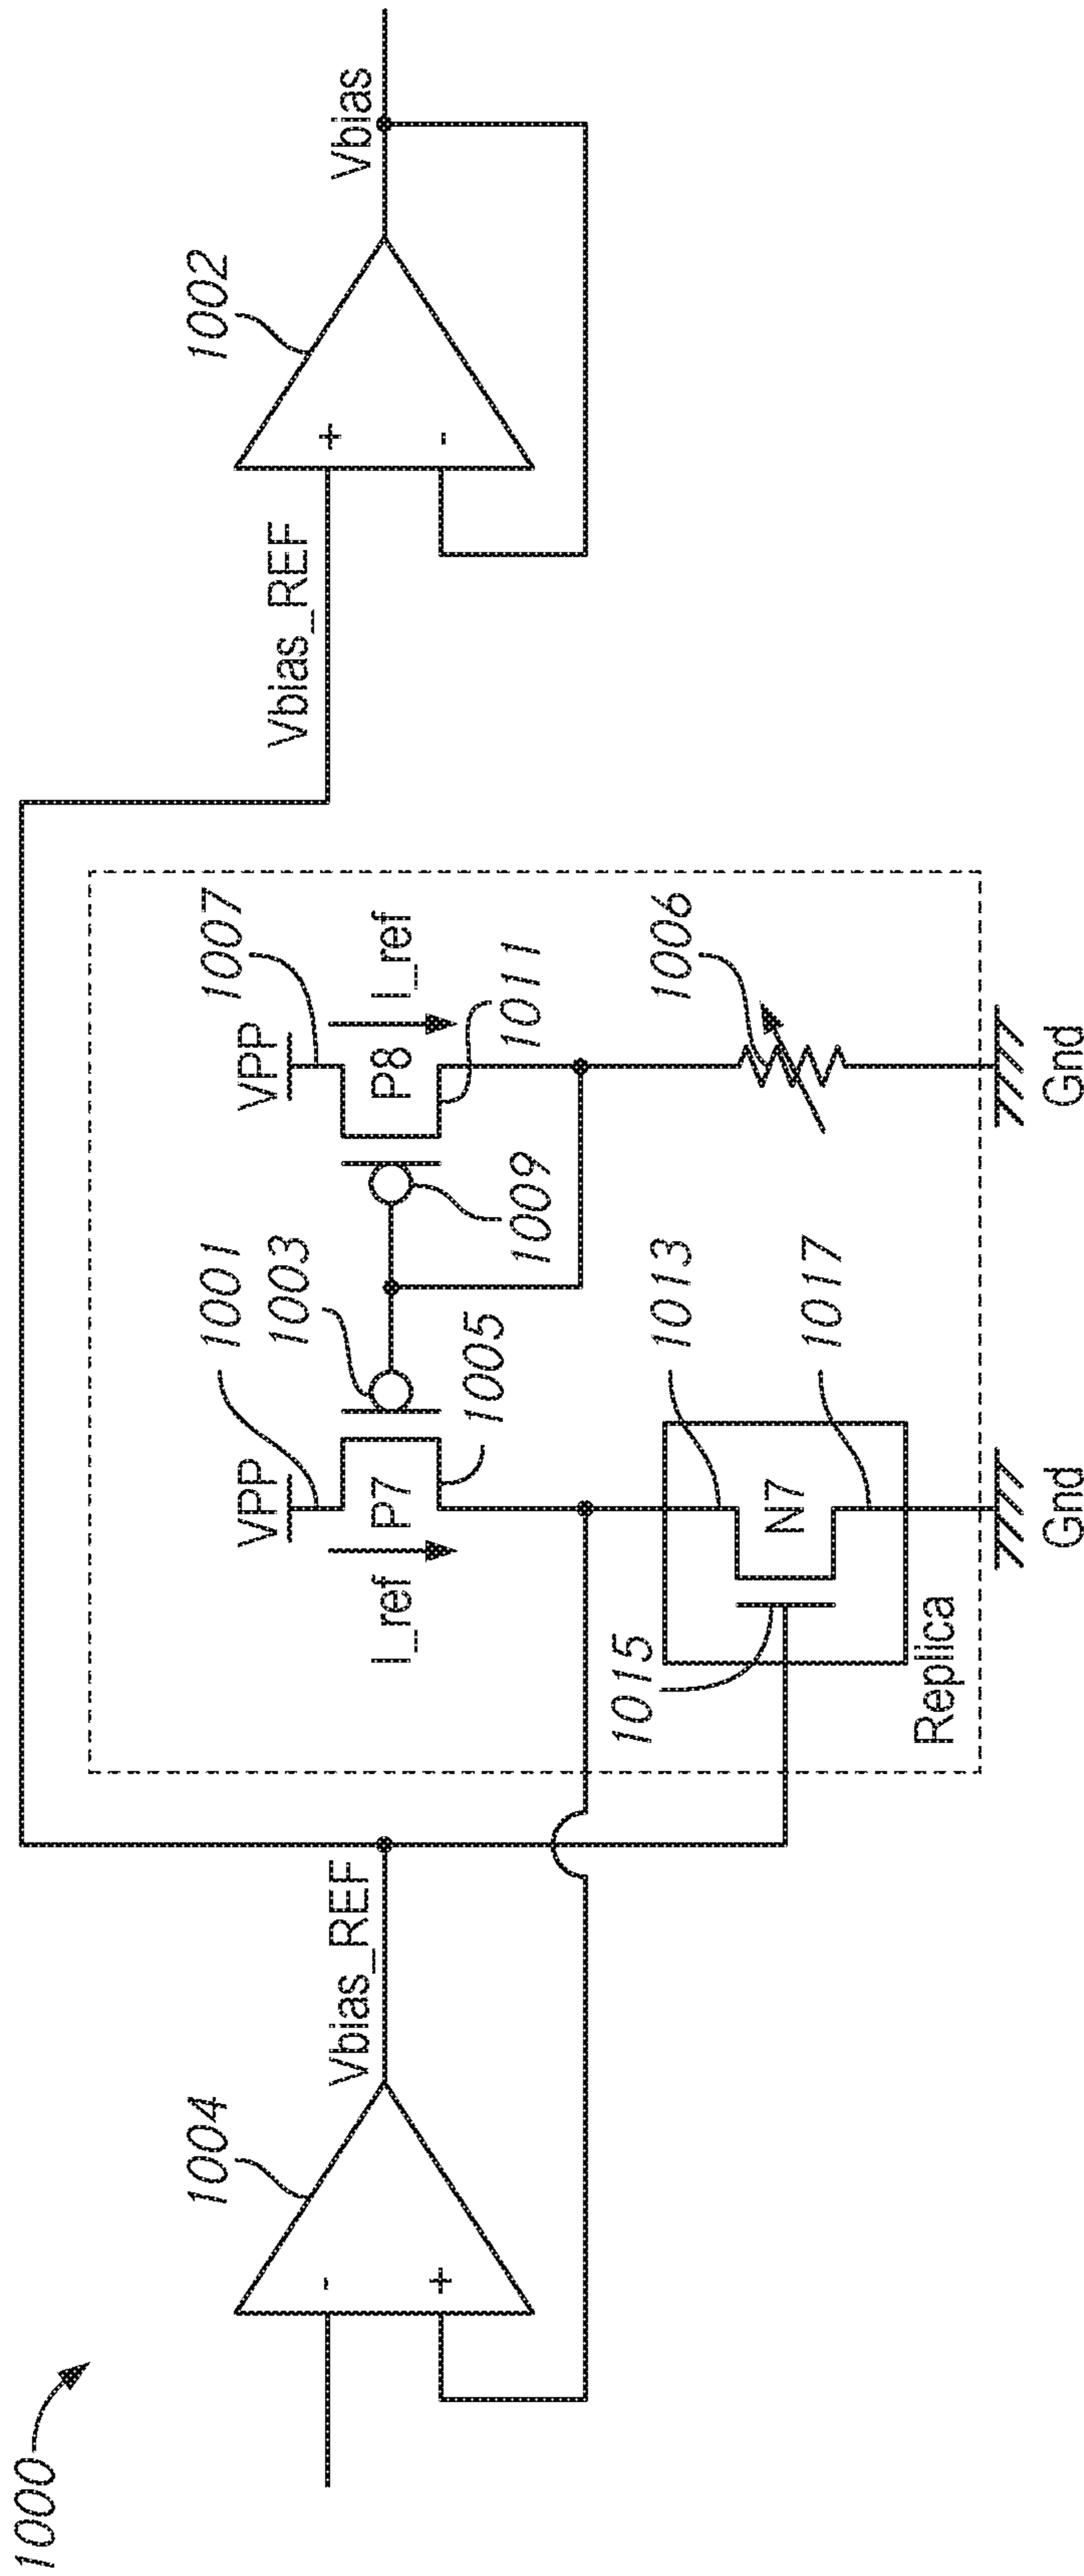 1000
1004
- +
Vbias_REF
VPP
1001
1003
I_ref
P7
1005
1009
VPP
1007
P8
I_ref
1011
1013
1015
N7
1017
Replica
1006
Gnd
Gnd
Vbias_REF
1002
+ -
Vbias